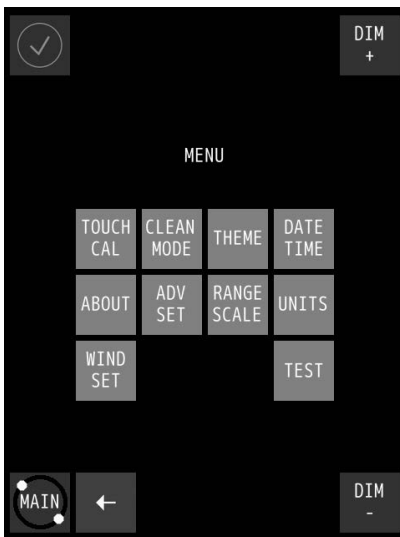 DIM
+
MENU
TOUCH
CAL
CLEAN
MODE
THEME
DATE
TIME
ABOUT
ADV
SET
RANGE
SCALE
UNITS
WIND
SET
TEST
MAIN
←
DIM
-